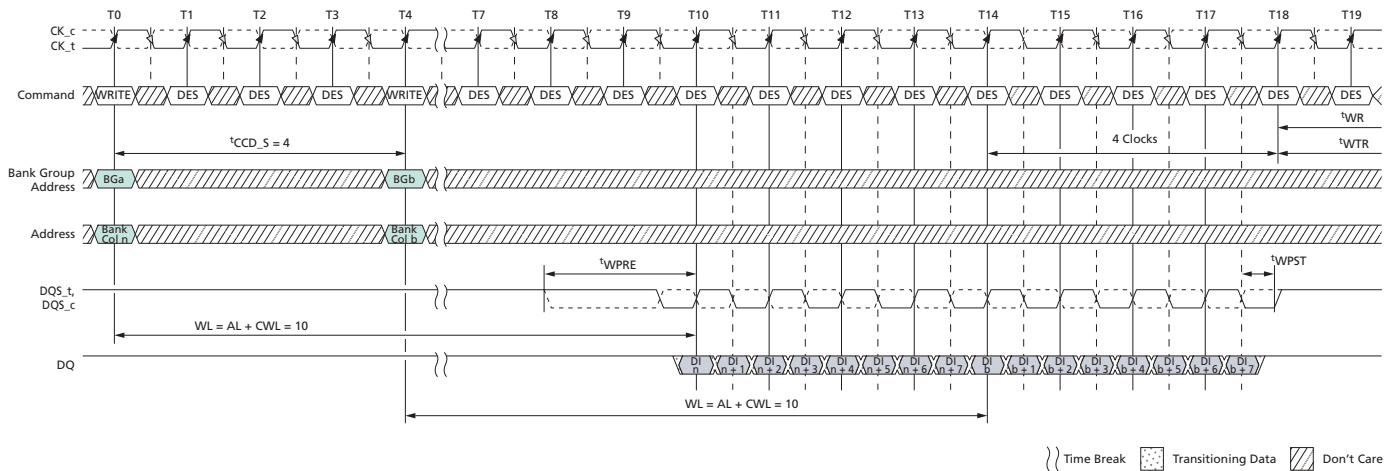 T0 T1 T2 T3 T4 T7 T8 T9 T10 T11 T12 T13 T14 T15 T16 T17 T18 T19
CK_c
CK_t
Command WRITE DES DES DES WRITE DES DES DES DES DES DES DES DES DES DES DES DES DES
tWR
tCCD_S = 4
4 Clocks
tWTR
Bank Group
Address
BGa BGb
Address
Bank
Col n
Bank
Col b
tWPRE
tWPST
DQS_t,
DQS_c
WL = AL + CWL = 10
DQ
DI DI DI DI DI DI DI DI DI DI DI DI DI DI DI DI
n n + 1 n + 2 n + 3 n + 4 n + 5 n + 6 n + 7 b b + 1 b + 2 b + 3 b + 4 b + 5 b + 6 b + 7
WL = AL + CWL = 10
Time Break Transitioning Data Don't Care